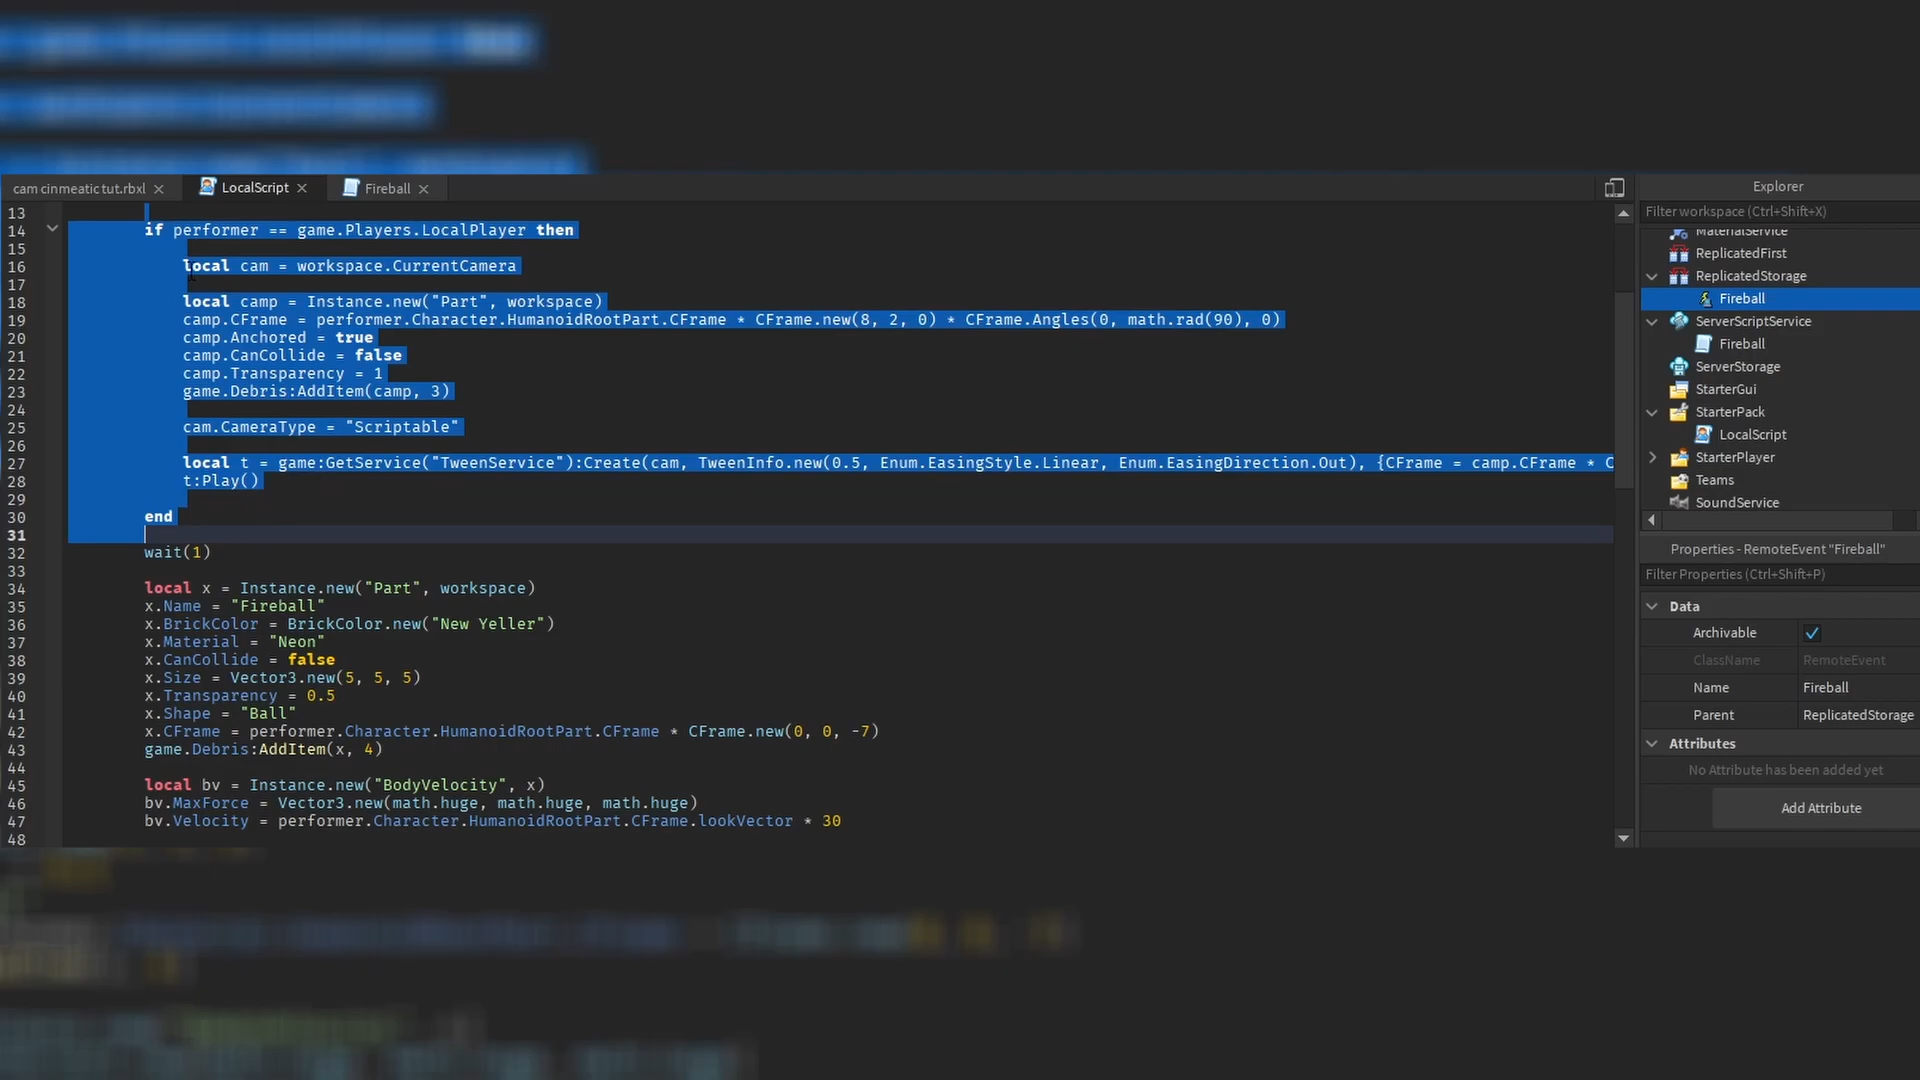 cam cinmeatic tut.rbxl
LocalScript
Fireball
13
14 if performer == game.Players.LocalPlayer then
15
16 local cam = workspace.CurrentCamera
17
18 local camp = Instance.new("Part", workspace)
19 camp.CFrame = performer.Character.HumanoidRootPart.CFrame * CFrame.new(8, 2, 0) * CFrame.Angles(0, math.rad(90), 0)
20 camp.Anchored = true
21 camp.CanCollide = false
22 camp.Transparency = 1
23 game.Debris:AddItem(camp, 3)
24
25 cam.CameraType = "Scriptable"
26
27 local t = game:GetService("TweenService"):Create(cam, TweenInfo.new(0.5, Enum.EasingStyle.Linear, Enum.EasingDirection.Out), {CFrame = camp.CFrame * C
28 t:Play()
29
30 end
31
32 wait(1)
33
34 local x = Instance.new("Part", workspace)
35 x.Name = "Fireball"
36 x.BrickColor = BrickColor.new("New Yeller")
37 x.Material = "Neon"
38 x.CanCollide = false
39 x.Size = Vector3.new(5, 5, 5)
40 x.Transparency = 0.5
41 x.Shape = "Ball"
42 x.CFrame = performer.Character.HumanoidRootPart.CFrame * CFrame.new(0, 0, -7)
43 game.Debris:AddItem(x, 4)
44
45 local bv = Instance.new("BodyVelocity", x)
46 bv.MaxForce = Vector3.new(math.huge, math.huge, math.huge)
47 bv.Velocity = performer.Character.HumanoidRootPart.CFrame.lookVector * 30
48
Explorer
Filter workspace (Ctrl+Shift+X)
MaterialService
ReplicatedFirst
ReplicatedStorage
Fireball
ServerScriptService
Fireball
ServerStorage
StarterGui
StarterPack
LocalScript
StarterPlayer
Teams
SoundService
Properties - RemoteEvent "Fireball"
Filter Properties (Ctrl+Shift+P)
Data
Archivable
ClassName RemoteEvent
Name Fireball
Parent ReplicatedStorage
Attributes
No Attribute has been added yet
Add Attribute